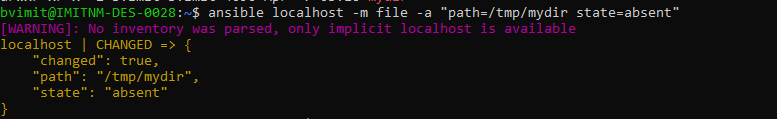 bvimit@IMITNM-DES-0028:~$ ansible localhost -m file -a "path=/tmp/mydir state=absent"
[WARNING]: No inventory was parsed, only implicit localhost is available
localhost | CHANGED => {
    "changed": true,
    "path": "/tmp/mydir",
    "state": "absent"
}